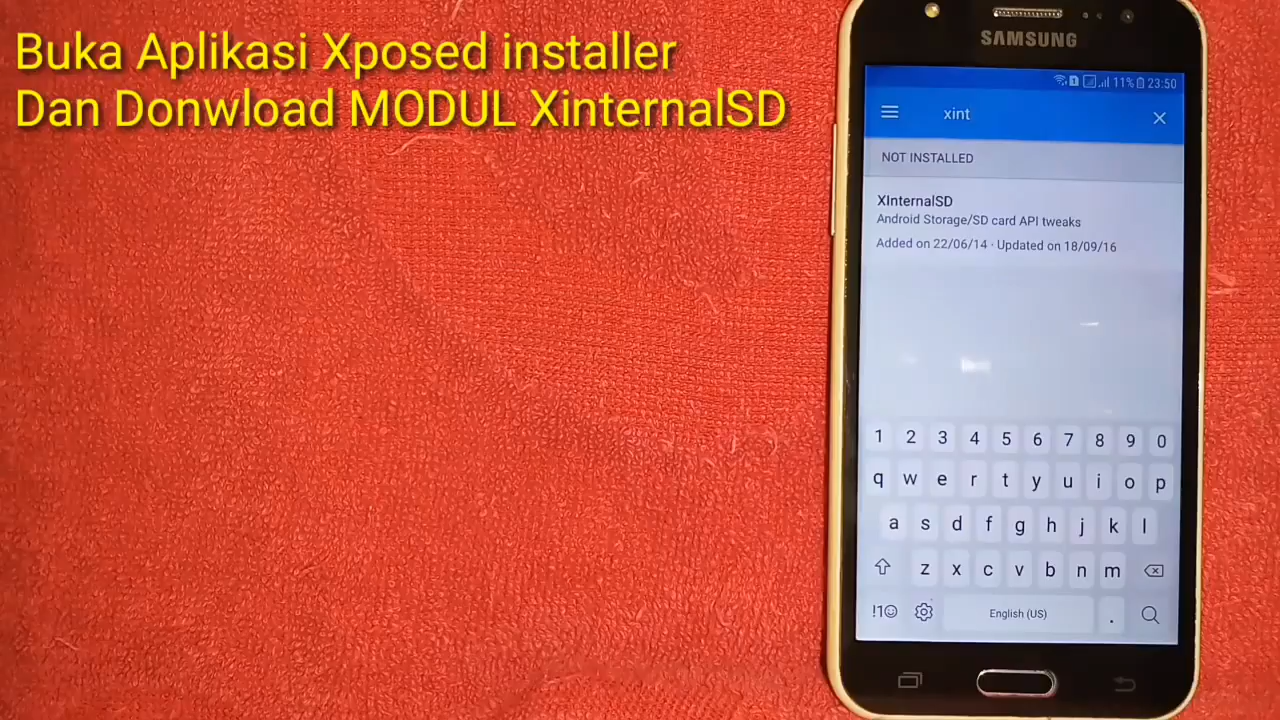 Buka Aplikasi Xposed installer
Dan Donwload MODUL XinternalSD
SAMSUNG
11% 23:50
xint
NOT INSTALLED
XInternalSD
Android Storage/SD card API tweaks
Added on 22/06/14 · Updated on 18/09/16
1 2 3 4 5 6 7 8 9 0
q w e r t y u i o p
a s d f g h j k l
z x c v b n m
!1☺ English (US) .